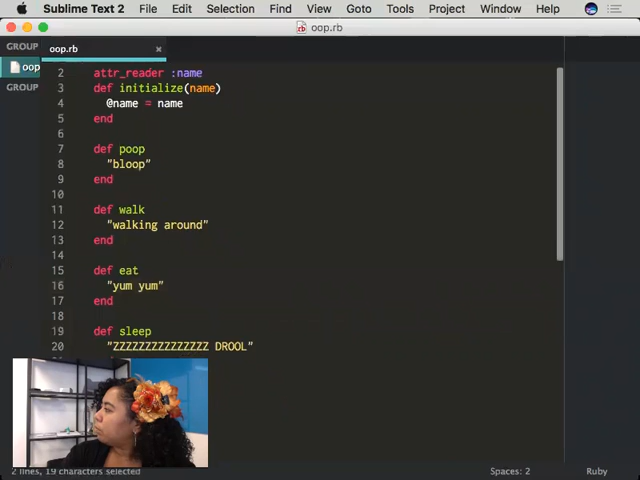 Sublime Text 2 File Edit Selection Find View Goto Tools Project Window Help
oop.rb
GROUP
oop.rb
oop
GROUP
2 attr_reader :name
3 def initialize(name)
4 @name = name
5 end
6
7 def poop
8 "bloop"
9 end
10
11 def walk
12 "walking around"
13 end
14
15 def eat
16 "yum yum"
17 end
18
19 def sleep
20 "ZZZZZZZZZZZZZZZ DROOL"
2 lines, 19 characters selected Spaces: 2 Ruby